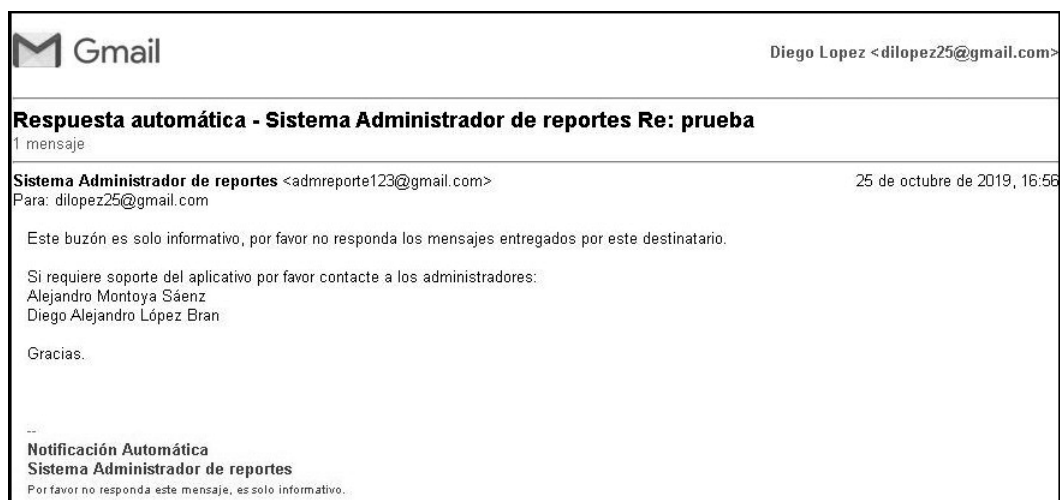 Gmail
Diego Lopez <dilopez25@gmail.com>
Respuesta automática - Sistema Administrador de reportes Re: prueba
1 mensaje
Sistema Administrador de reportes <admreporte123@gmail.com>
25 de octubre de 2019, 16:56
Para: dilopez25@gmail.com
Este buzón es solo informativo, por favor no responda los mensajes entregados por este destinatario.
Si requiere soporte del aplicativo por favor contacte a los administradores:
Alejandro Montoya Sáenz
Diego Alejandro López Bran
Gracias.
--
Notificación Automática
Sistema Administrador de reportes
Por favor no responda este mensaje, es solo informativo.